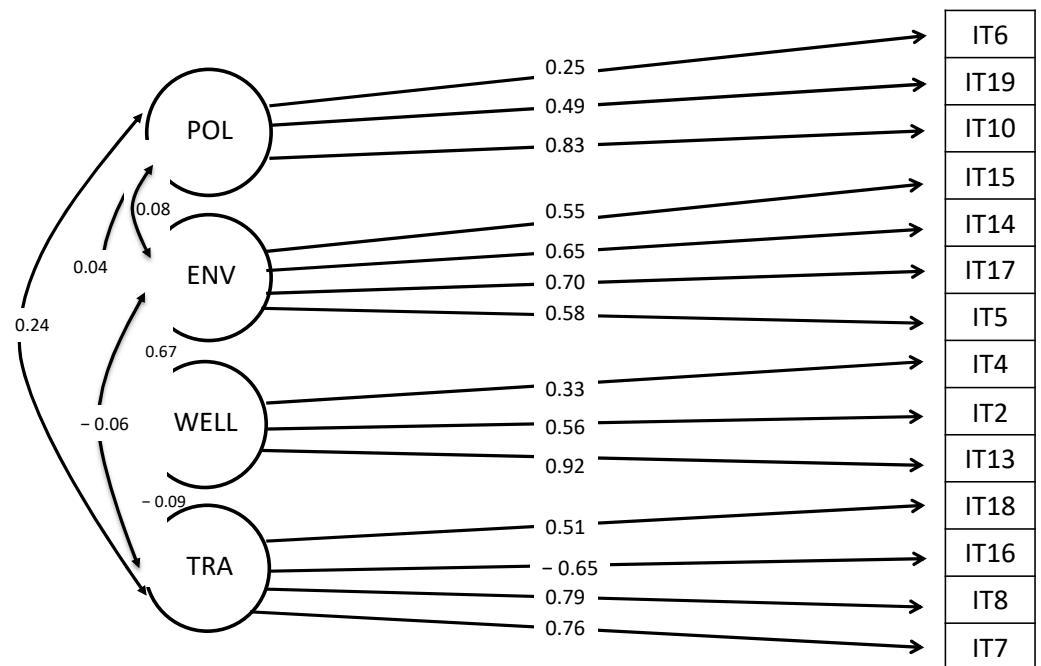 IT6
0.25
IT19
0.49
POL
IT10
0.83
IT15
0.08
0.55
IT14
0.65
0.04
ENV
IT17
0.70
0.58
IT5
0.24
0.67
IT4
0.33
– 0.06
WELL
0.56
IT2
0.92
IT13
– 0.09
IT18
0.51
TRA
– 0.65
IT16
0.79
IT8
0.76
IT7